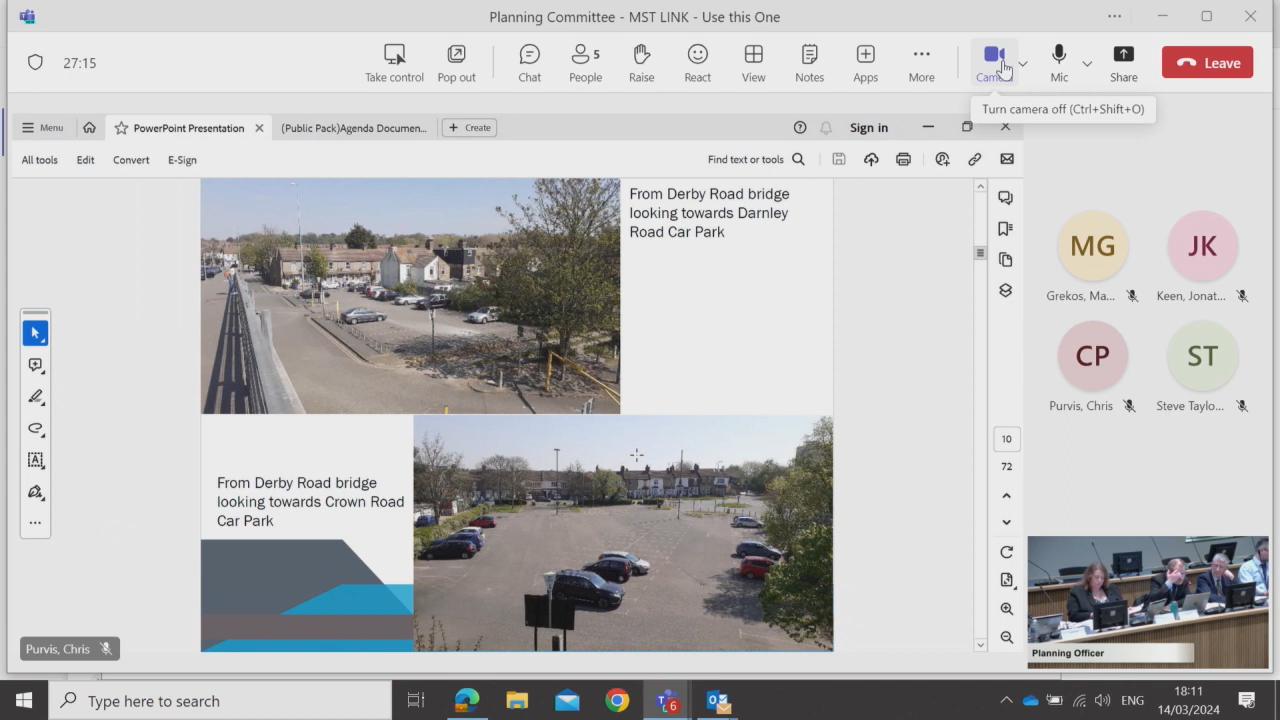 Planning Committee - MST LINK - Use this One
27:15
Take control
Pop out
Chat
5
People
Raise
React
View
Notes
Apps
More
Camera
Mic
Share
Leave
Turn camera off (Ctrl+Shift+O)
Menu
PowerPoint Presentation
(Public Pack)Agenda Documen...
+ Create
Sign in
All tools
Edit
Convert
E-Sign
Find text or tools
From Derby Road bridge
looking towards Darnley
Road Car Park
From Derby Road bridge
looking towards Crown Road
Car Park
10
72
MG
Grekos, Ma...
JK
Keen, Jonat...
CP
Purvis, Chris
ST
Steve Taylo...
Planning Officer
Purvis, Chris
Type here to search
6
ENG
18:11
14/03/2024